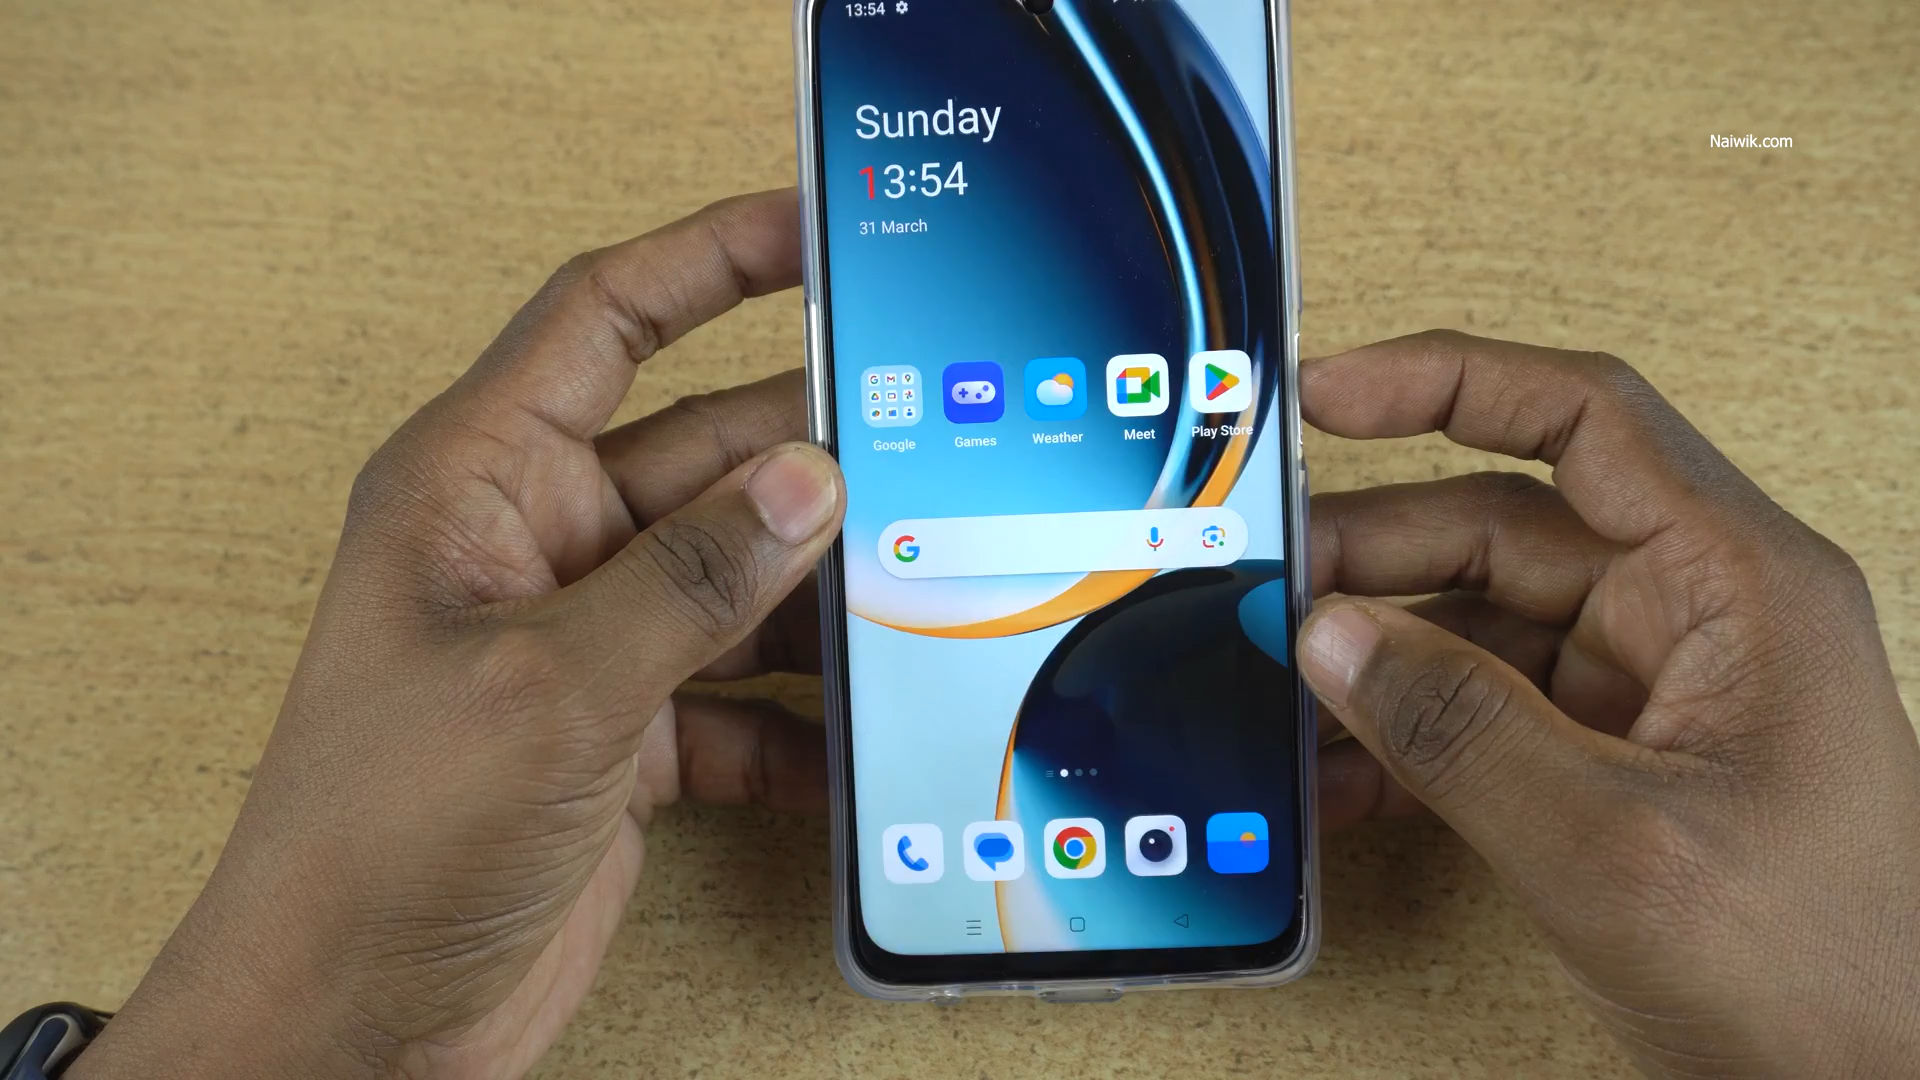 13:54
Sunday
13:54
31 March
Naiwik.com
Google
Games
Weather
Meet
Play Store